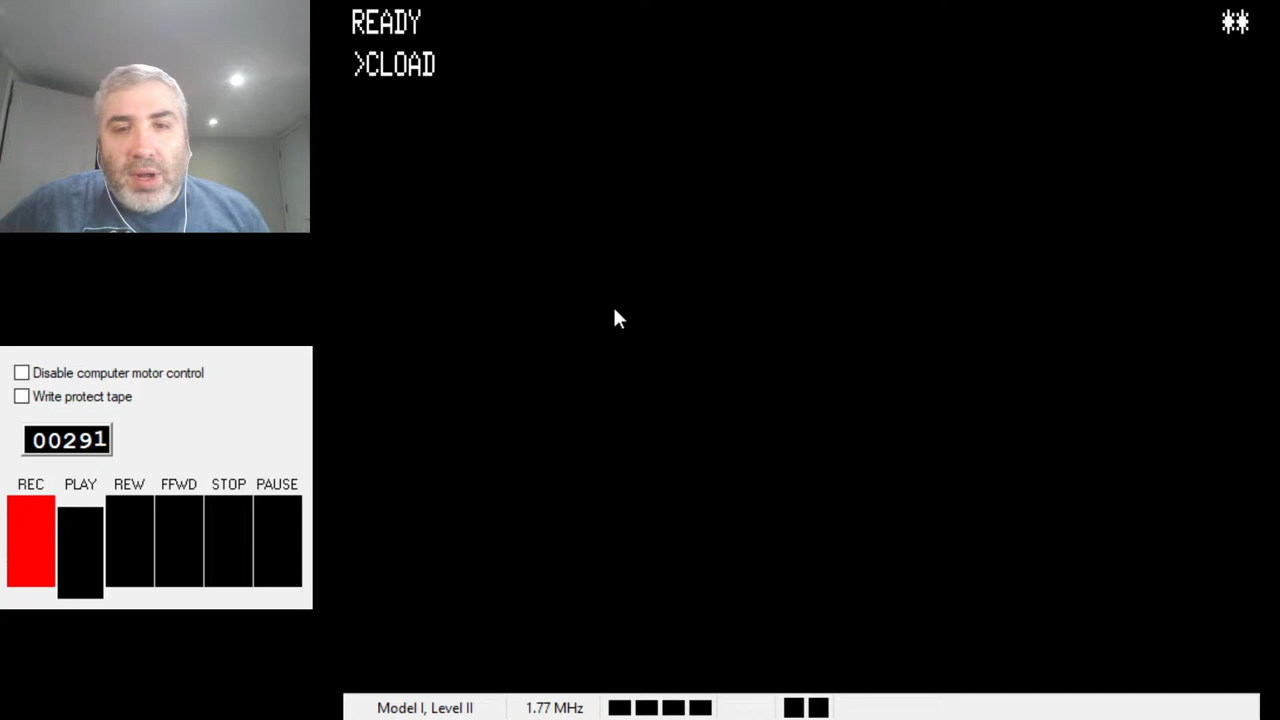 READY **
>CLOAD
Disable computer motor control
Write protect tape
00291
REC PLAY REW FFWD STOP PAUSE
Model I, Level II 1.77 MHz